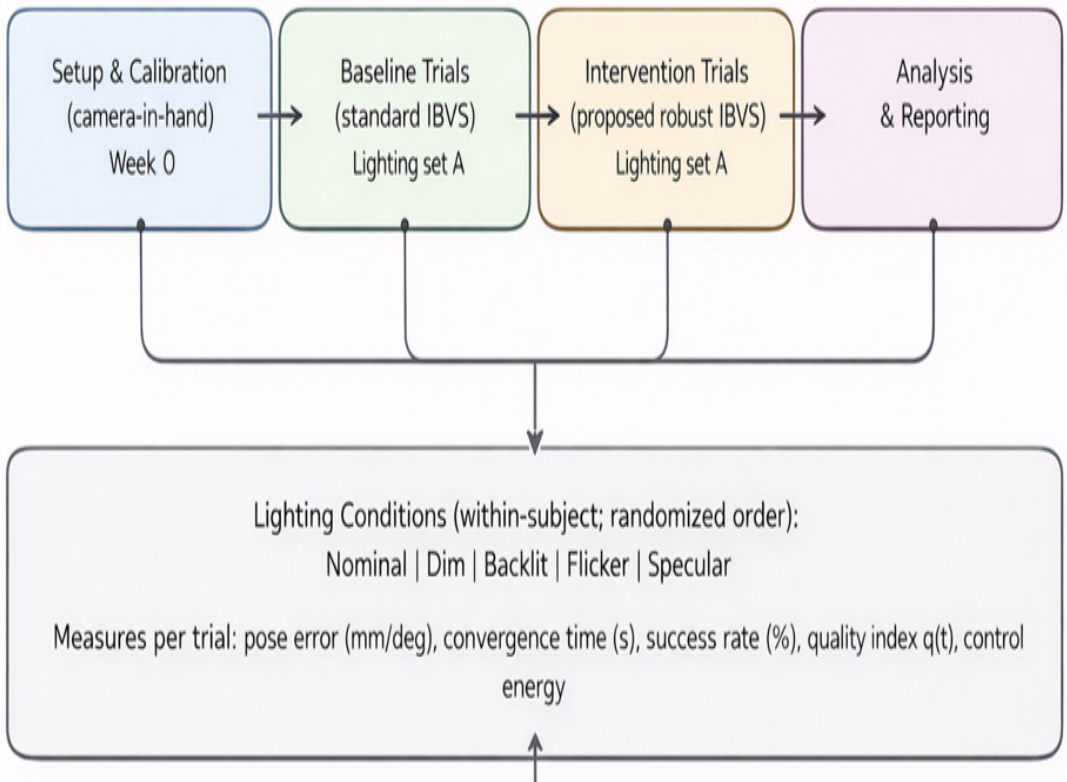 Setup & Calibration
(camera-in-hand)
Week 0
Baseline Trials
(standard IBVS)
Lighting set A
Intervention Trials
(proposed robust IBVS)
Lighting set A
Analysis
& Reporting
Lighting Conditions (within-subject; randomized order):
Nominal | Dim | Backlit | Flicker | Specular
Measures per trial: pose error (mm/deg), convergence time (s), success rate (%), quality index q(t), control
energy